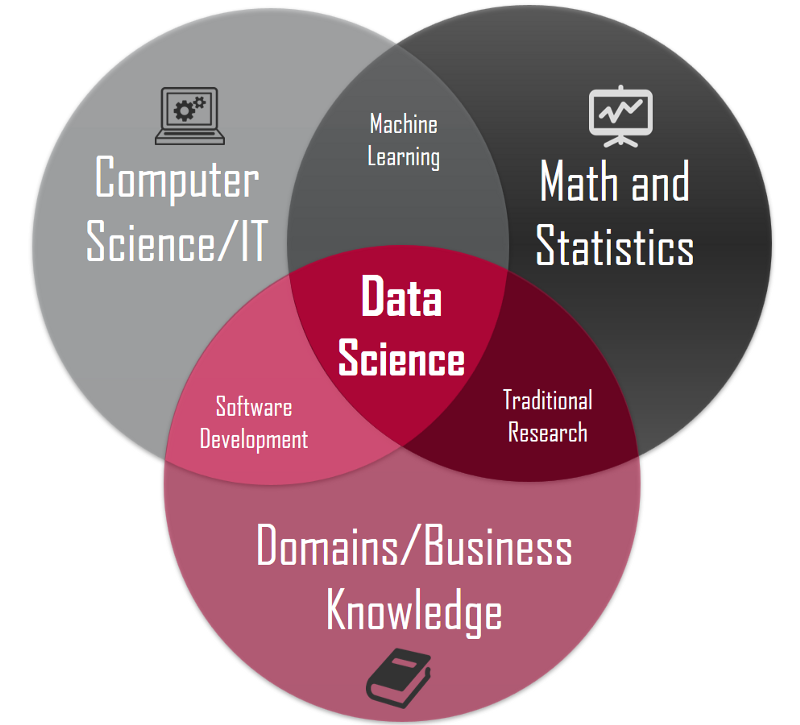 Machine
Learning
Computer
Science/IT
Math and
Statistics
Data
Science
Software
Development
Traditional
Research
Domains/Business
Knowledge